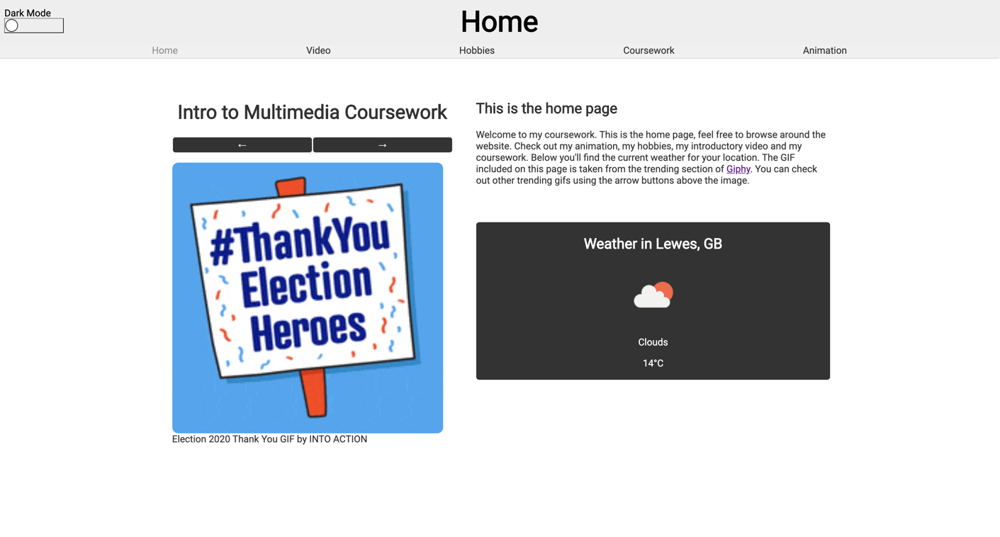 Dark Mode
Home
Home
Video
Hobbies
Coursework
Animation
Intro to Multimedia Coursework
←
→
#ThankYou
Election
Heroes
Election 2020 Thank You GIF by INTO ACTION
This is the home page
Welcome to my coursework. This is the home page, feel free to browse around the
website. Check out my animation, my hobbies, my introductory video and my
coursework. Below you'll find the current weather for your location. The GIF
included on this page is taken from the trending section of Giphy. You can check
out other trending gifs using the arrow buttons above the image.
Weather in Lewes, GB
Clouds
14°C